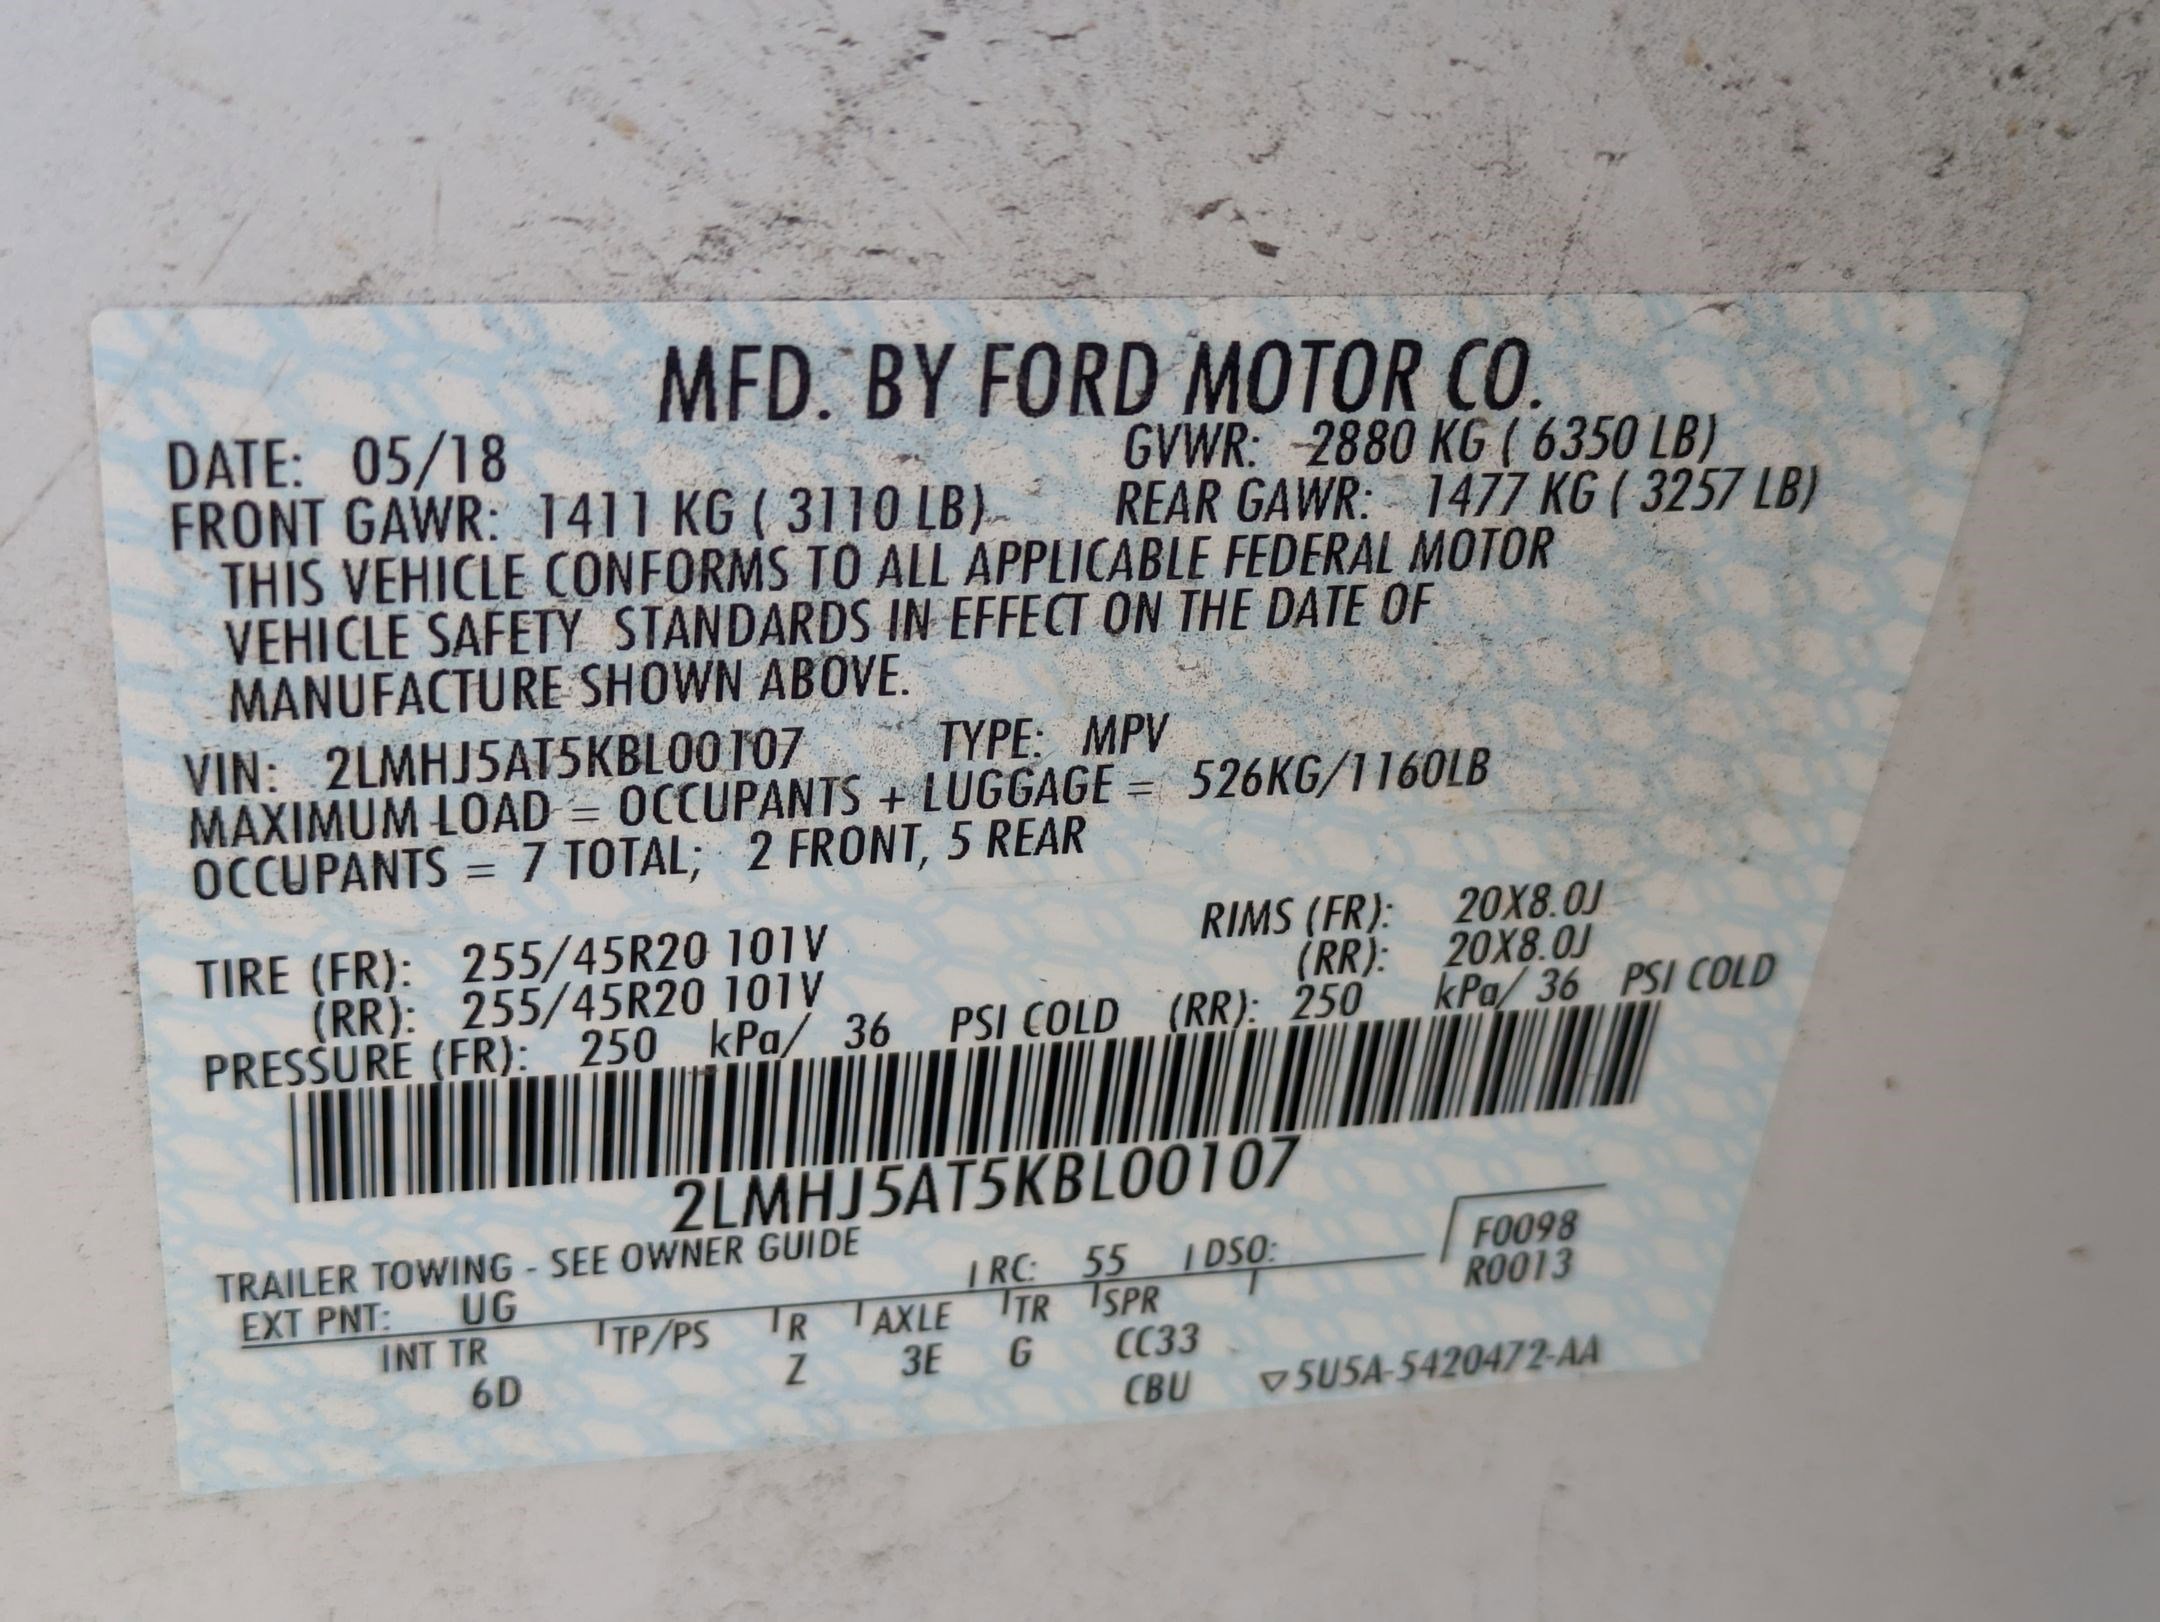 MFD. BY FORD MOTOR CO.
DATE: 05/18 GVWR: 2880 KG ( 6350 LB)
FRONT GAWR: 1411 KG ( 3110 LB) REAR GAWR: 1477 KG ( 3257 LB)
THIS VEHICLE CONFORMS TO ALL APPLICABLE FEDERAL MOTOR
VEHICLE SAFETY STANDARDS IN EFFECT ON THE DATE OF
MANUFACTURE SHOWN ABOVE.
VIN: 2LMHJ5AT5KBL00107 TYPE: MPV
MAXIMUM LOAD = OCCUPANTS + LUGGAGE = 526KG/1160LB
OCCUPANTS = 7 TOTAL; 2 FRONT, 5 REAR
TIRE (FR): 255/45R20 101V RIMS (FR): 20X8.0J
(RR): 255/45R20 101V (RR): 20X8.0J
PRESSURE (FR): 250 kPa/ 36 PSI COLD (RR): 250 kPa/ 36 PSI COLD
2LMHJ5AT5KBL00107
TRAILER TOWING - SEE OWNER GUIDE
EXT PNT: UG RC: 55 DSO: F0098
R0013
INT TR TP/PS R AXLE TR SPR
6D Z 3E G CC33
CBU ▽5U5A-5420472-AA